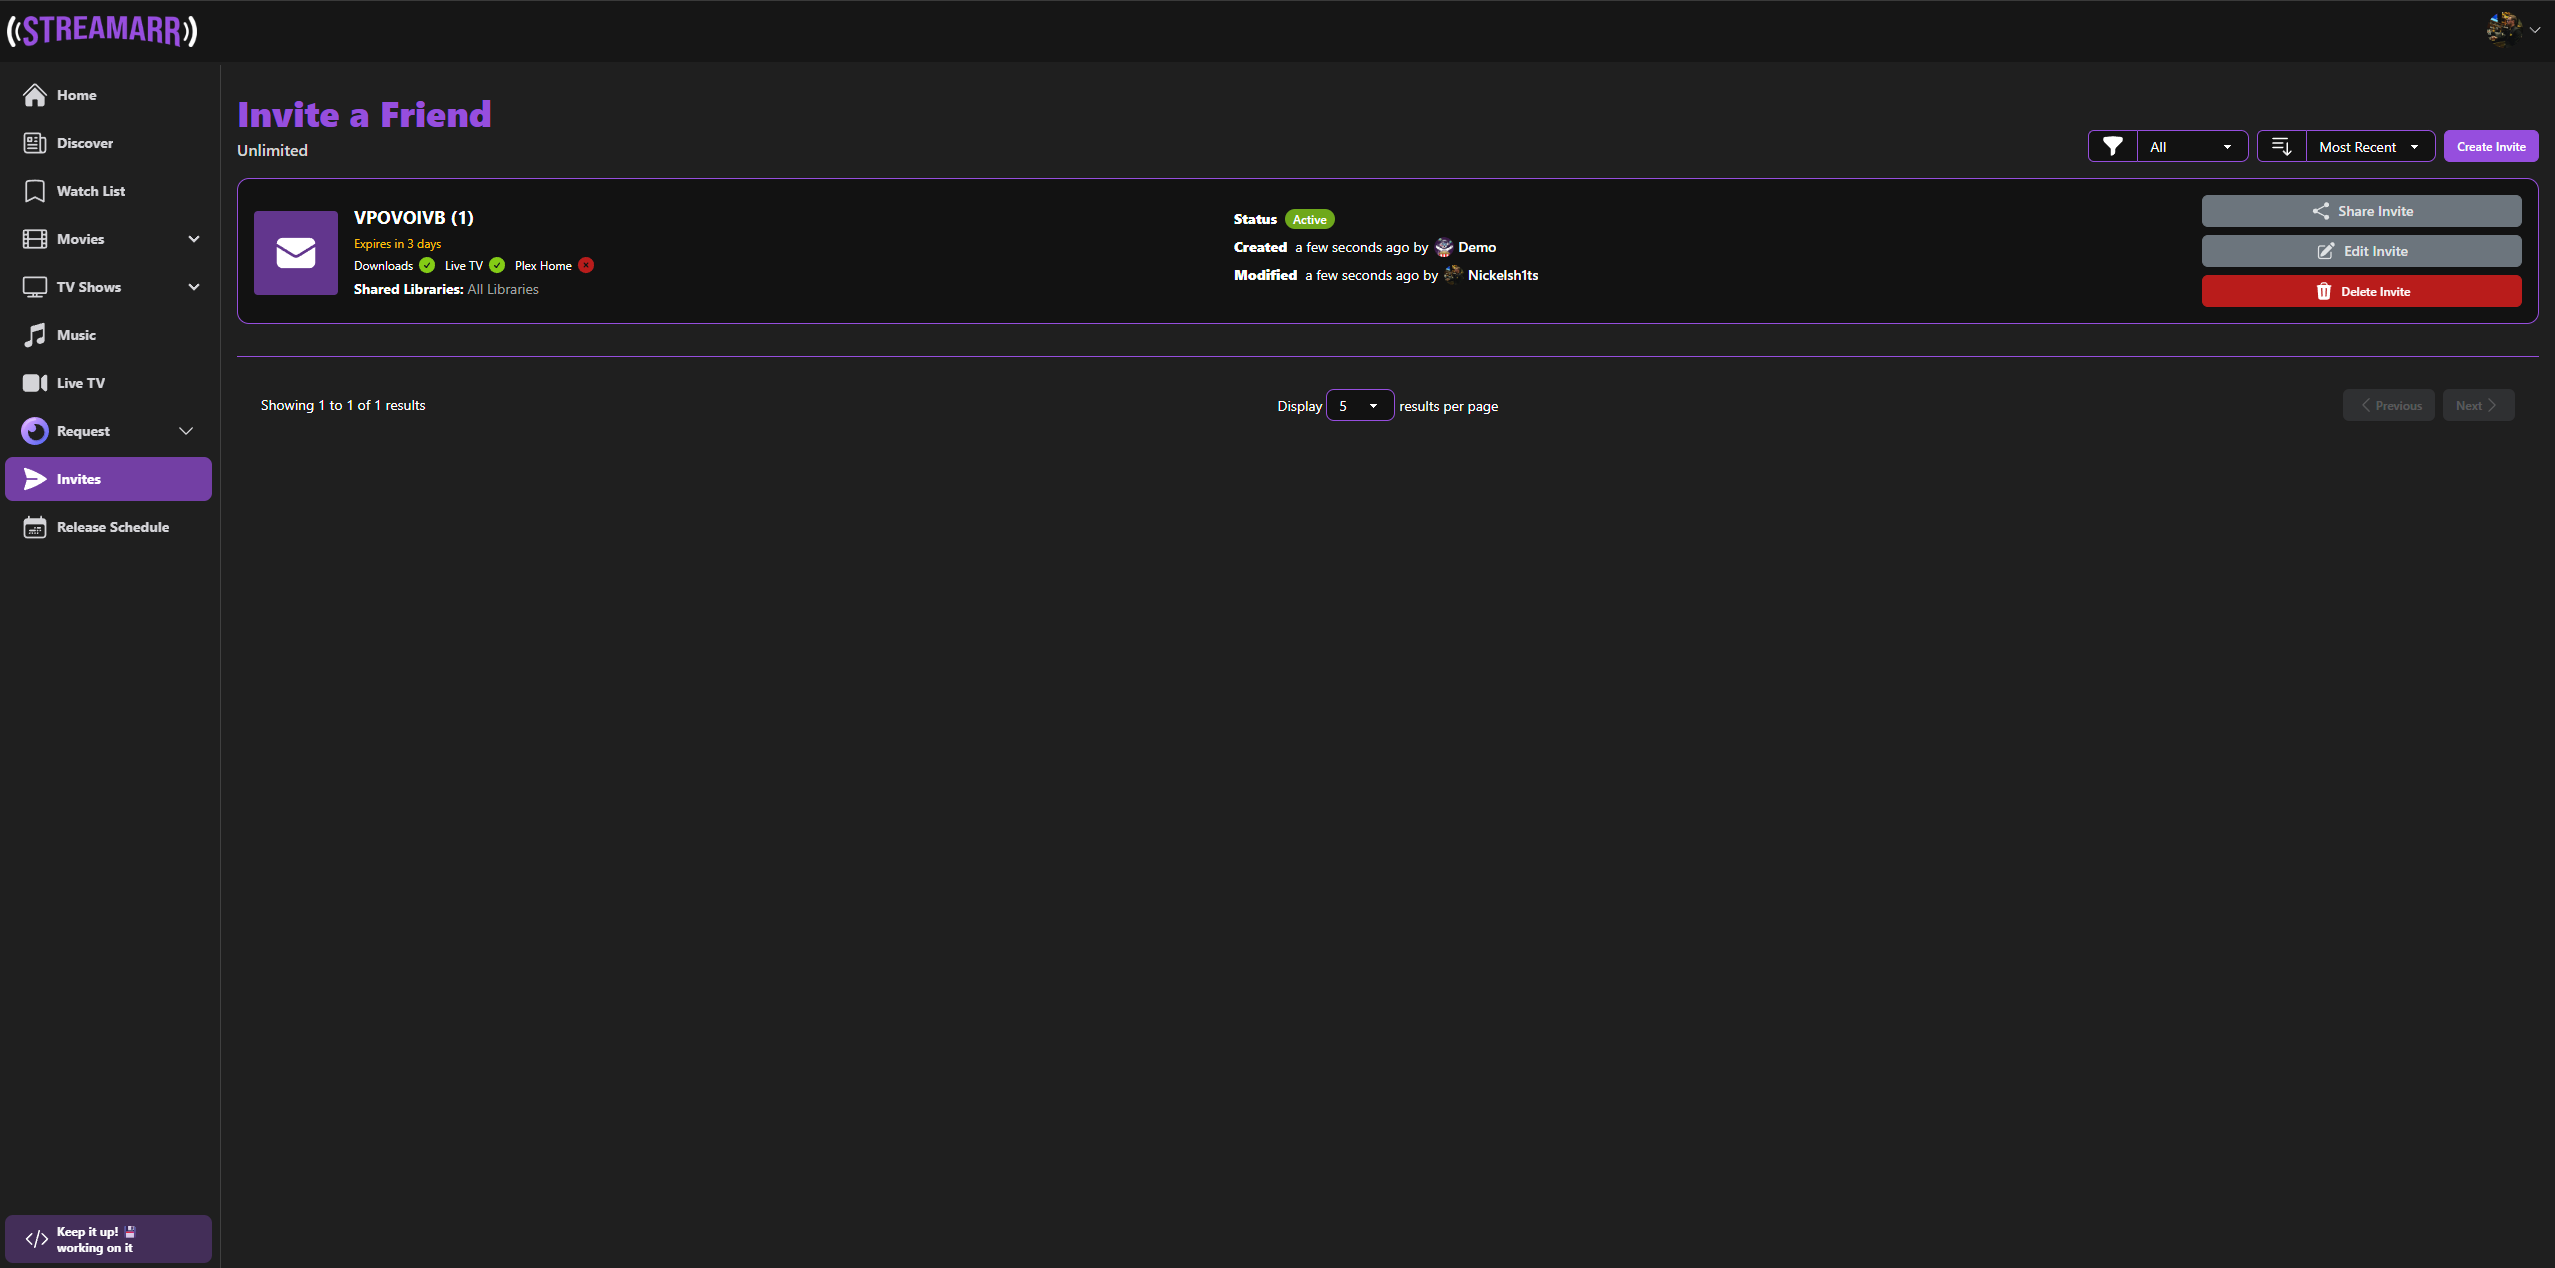 ((STREAMARR))
Home
Discover
Watch List
Movies
TV Shows
Music
Live TV
Request
Invites
Release Schedule
Keep it up! 💾
working on it
Invite a Friend
Unlimited
All
Most Recent
Create Invite
VPOVOIVB (1)
Expires in 3 days
Downloads Live TV Plex Home
Shared Libraries: All Libraries
Status Active
Created a few seconds ago by Demo
Modified a few seconds ago by Nickelsh1ts
Share Invite
Edit Invite
Delete Invite
Showing 1 to 1 of 1 results
Display 5 results per page
Previous
Next